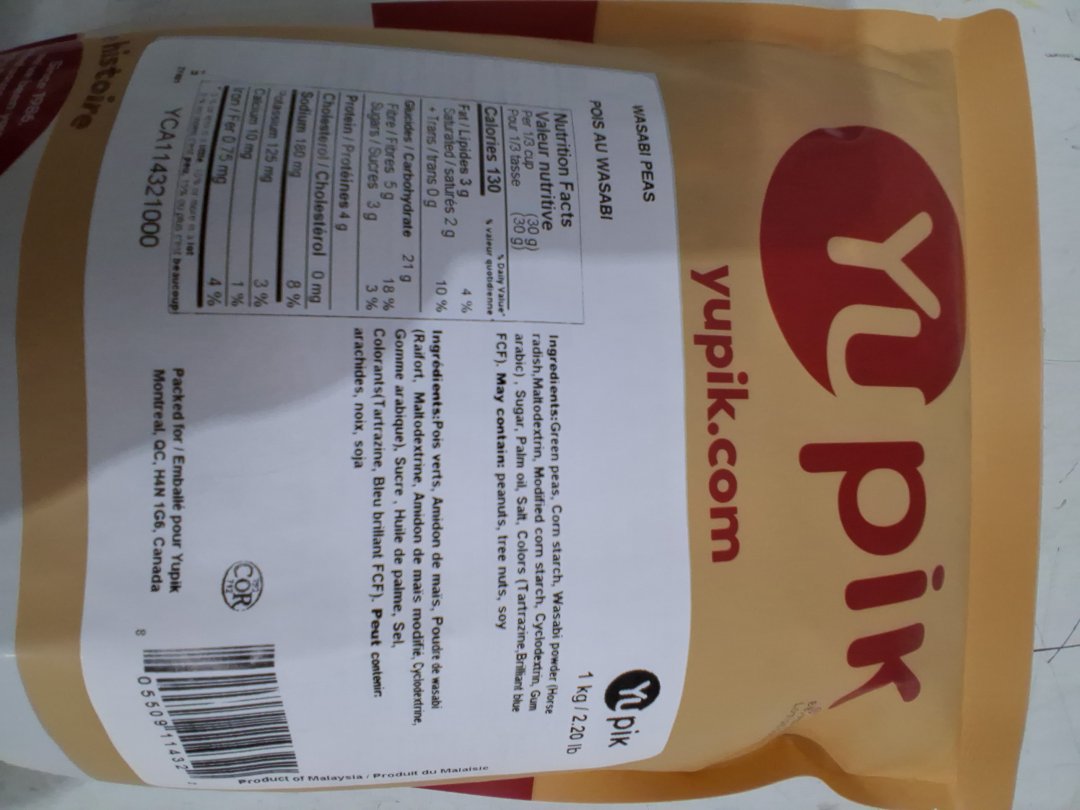 Yupik
yupik.com
Yupik
WASABI PEAS
POIS AU WASABI
1 kg / 2.20 lb
Nutrition Facts
Valeur nutritive
Per 1/3 cup (30 g)
Pour 1/3 tasse (30 g)
Calories 130
% Daily Value*
% valeur quotidienne*
Fat / Lipides 3 g 4 %
Saturated / saturés 2 g
+ Trans / trans 0 g 10 %
Glucides / Carbohydrate 21 g
Fibre / Fibres 5 g 18 %
Sugars / Sucres 3 g 3 %
Protein / Protéines 4 g
Cholesterol / Cholestérol 0 mg
Sodium 180 mg 8 %
Potassium 125 mg 3 %
Calcium 10 mg 1 %
Iron / Fer 0.75 mg 4 %
c'est beaucoup
Ingredients:Green peas, Corn starch, Wasabi powder (Horse
radish,Maltodextrin, Modified corn starch, Cyclodextrin, Gum
arabic) , Sugar, Palm oil, Salt, Colors (Tartrazine,Brilliant blue
FCF). May contain: peanuts, tree nuts, soy
Ingrédients:Pois verts, Amidon de maïs, Poudre de wasabi
(Raifort, Maltodextrine, Amidon de maïs modifié, Cyclodextrine,
Gomme arabique), Sucre , Huile de palme, Sel,
Colorants(Tartrazine, Bleu brillant FCF). Peut contenir:
arachides, noix, soja
YCA114321000
Packed for / Emballé pour Yupik
Montreal, QC, H4N 1G6, Canada
COR
8 05509 11432
Product of Malaysia / Produit du Malaisie
histoire
1986